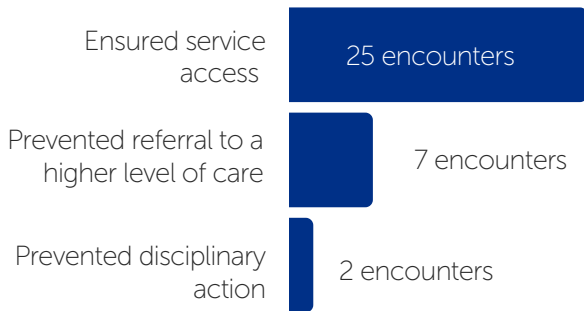 Ensured service
access
25 encounters
Prevented referral to a
higher level of care
7 encounters
Prevented disciplinary
action
2 encounters